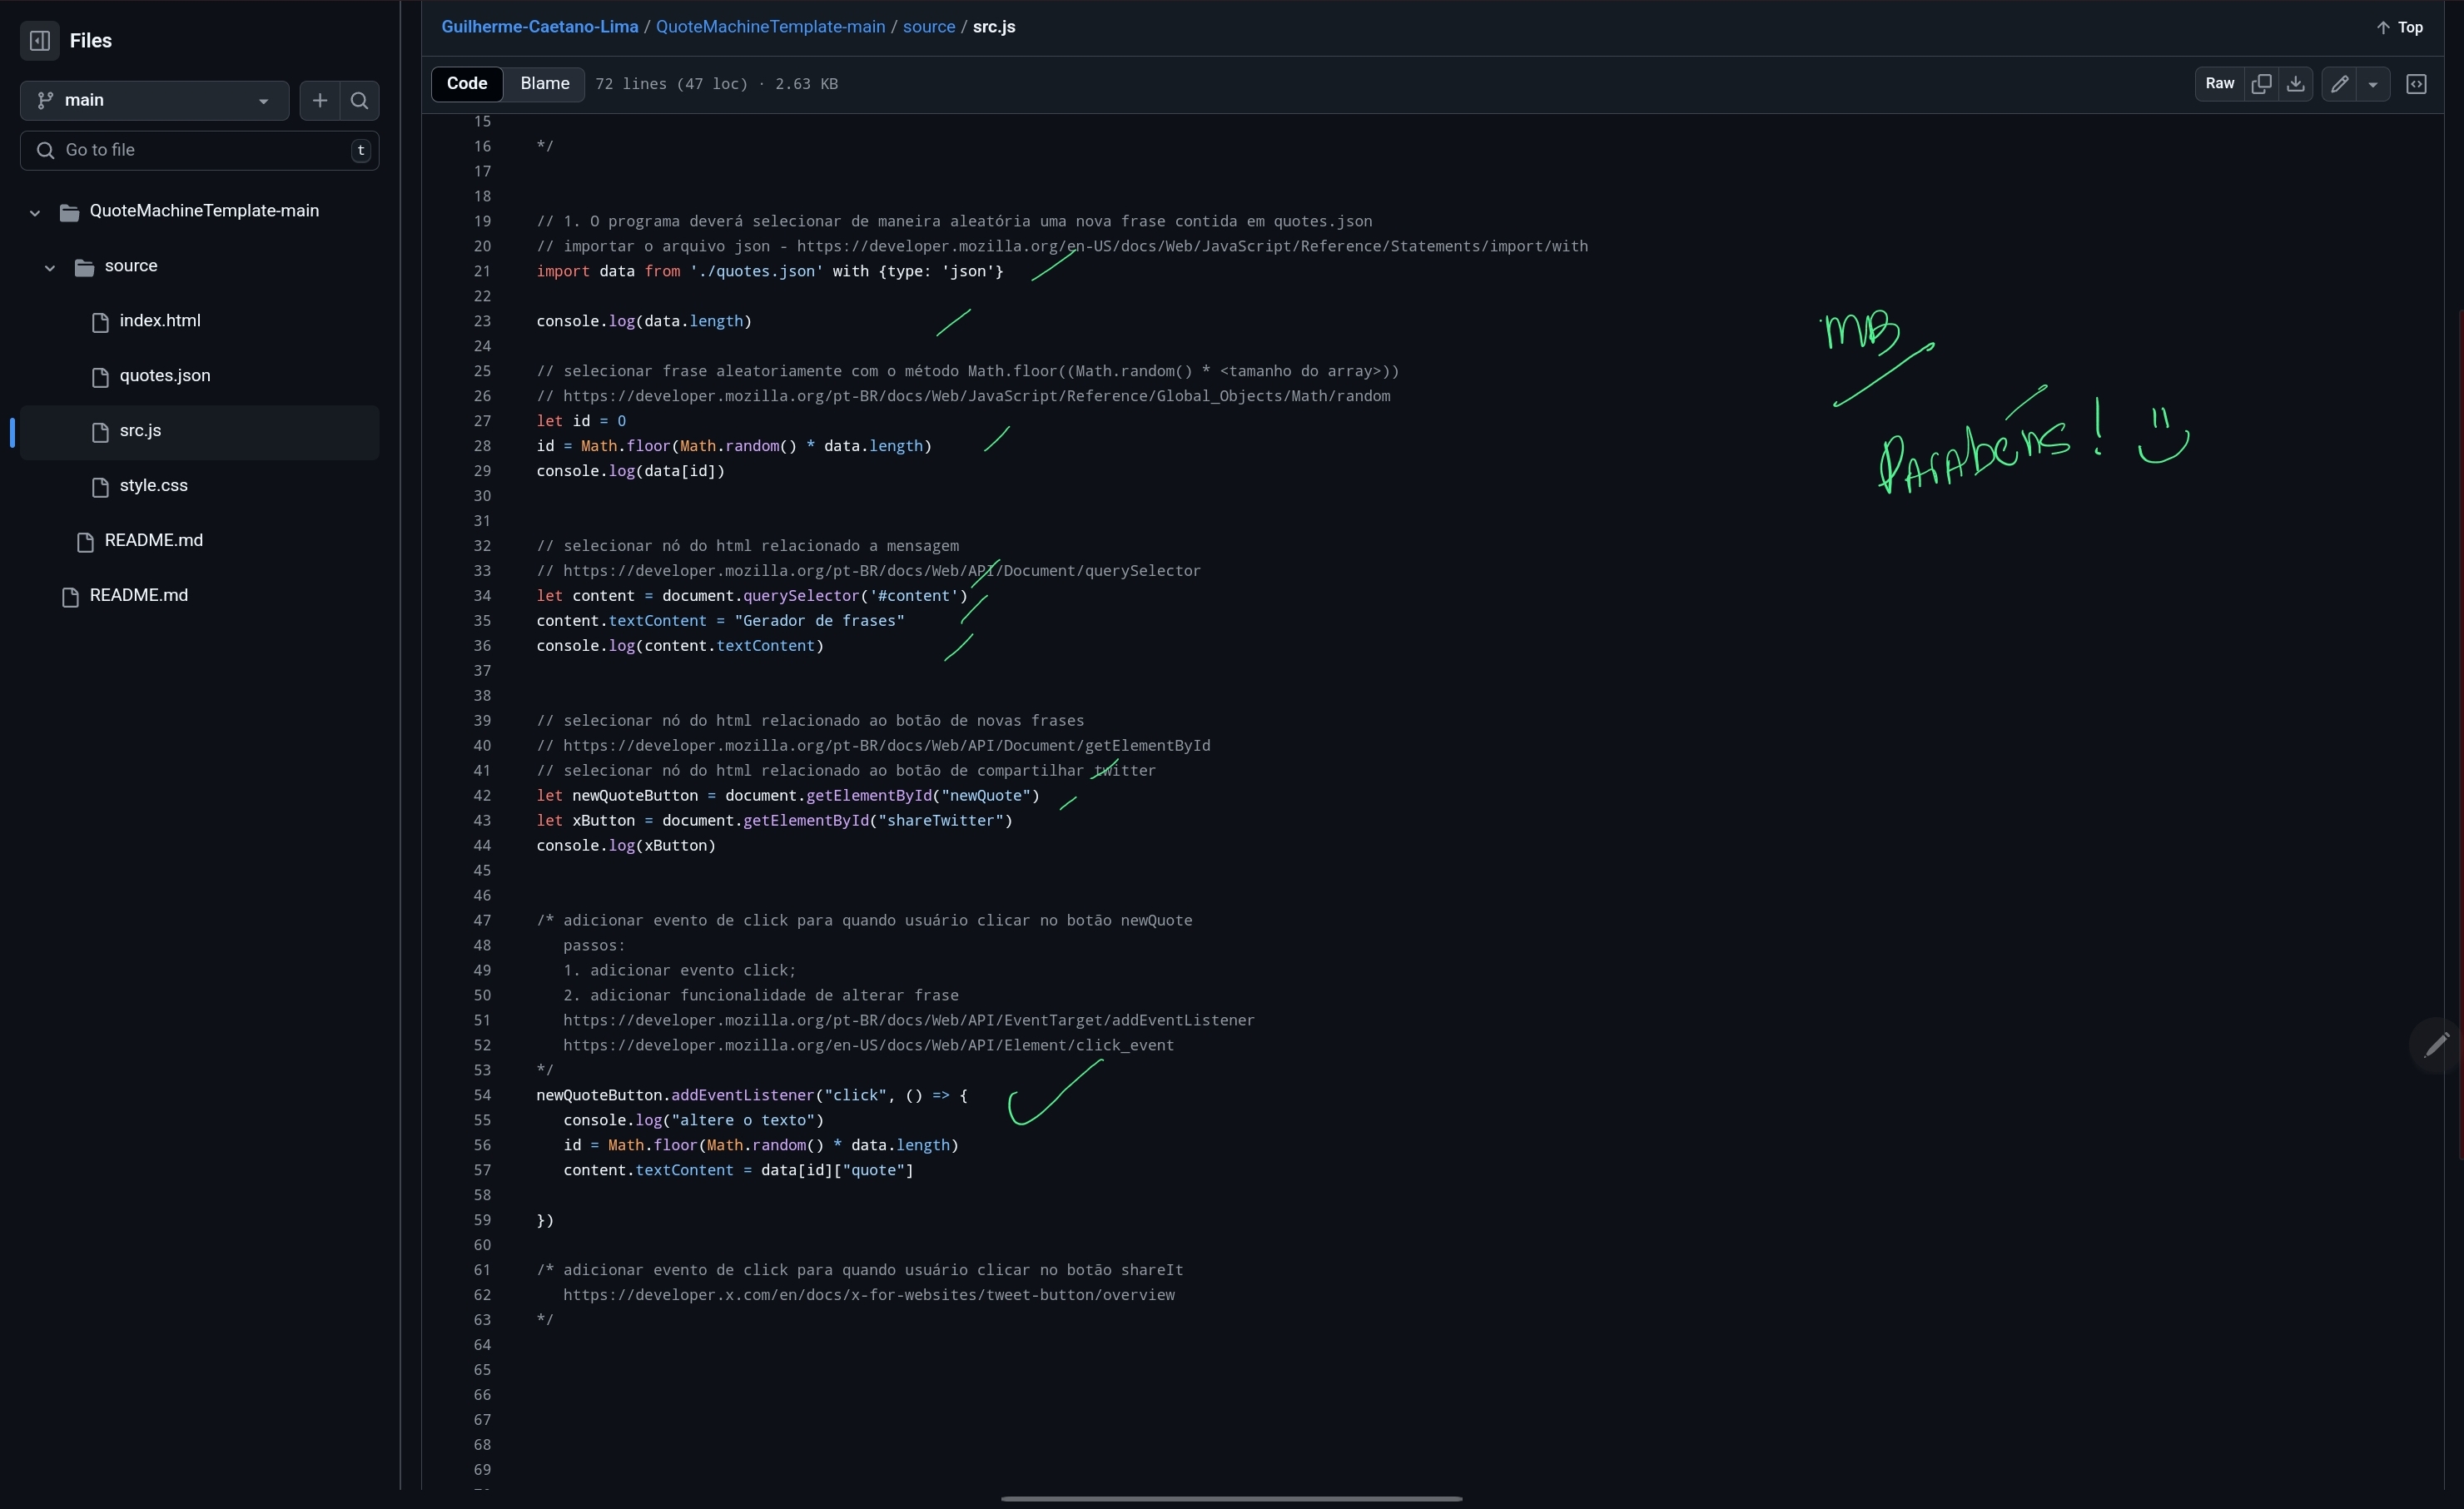 Files
main
Go to file
t
QuoteMachineTemplate-main
source
index.html
quotes.json
src.js
style.css
README.md
README.md
Guilherme-Caetano-Lima / QuoteMachineTemplate-main / source / src.js
Top
Code Blame 72 lines (47 loc) · 2.63 KB
Raw
15
16 */
17
18
19 // 1. O programa deverá selecionar de maneira aleatória uma nova frase contida em quotes.json
20 // importar o arquivo json - https://developer.mozilla.org/en-US/docs/Web/JavaScript/Reference/Statements/import/with
21 import data from './quotes.json' with {type: 'json'}
22
23 console.log(data.length)
24
25 // selecionar frase aleatoriamente com o método Math.floor((Math.random() * <tamanho do array>))
26 // https://developer.mozilla.org/pt-BR/docs/Web/JavaScript/Reference/Global_Objects/Math/random
27 let id = 0
28 id = Math.floor(Math.random() * data.length)
29 console.log(data[id])
30
31
32 // selecionar nó do html relacionado a mensagem
33 // https://developer.mozilla.org/pt-BR/docs/Web/API/Document/querySelector
34 let content = document.querySelector('#content')
35 content.textContent = "Gerador de frases"
36 console.log(content.textContent)
37
38
39 // selecionar nó do html relacionado ao botão de novas frases
40 // https://developer.mozilla.org/pt-BR/docs/Web/API/Document/getElementById
41 // selecionar nó do html relacionado ao botão de compartilhar twitter
42 let newQuoteButton = document.getElementById("newQuote")
43 let xButton = document.getElementById("shareTwitter")
44 console.log(xButton)
45
46
47 /* adicionar evento de click para quando usuário clicar no botão newQuote
48 passos:
49 1. adicionar evento click;
50 2. adicionar funcionalidade de alterar frase
51 https://developer.mozilla.org/pt-BR/docs/Web/API/EventTarget/addEventListener
52 https://developer.mozilla.org/en-US/docs/Web/API/Element/click_event
53 */
54 newQuoteButton.addEventListener("click", () => {
55 console.log("altere o texto")
56 id = Math.floor(Math.random() * data.length)
57 content.textContent = data[id]["quote"]
58
59 })
60
61 /* adicionar evento de click para quando usuário clicar no botão shareIt
62 https://developer.x.com/en/docs/x-for-websites/tweet-button/overview
63 */
64
65
66
67
68
69
MB
Parabéns!